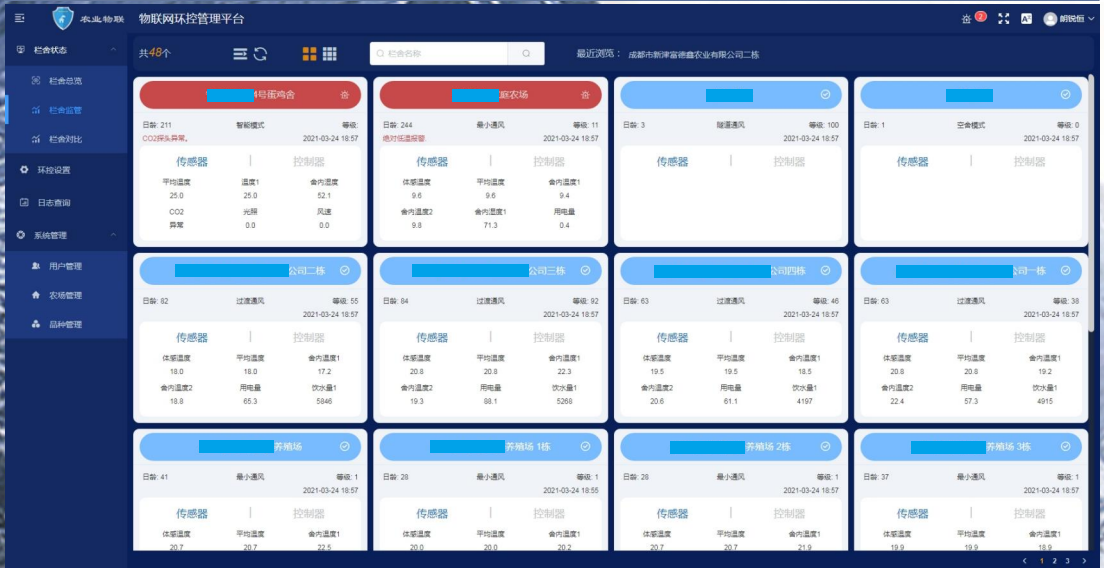 农业物联 物联网环控管理平台 2 A 胡锐恒
栏舍状态
栏舍总览
栏舍监管
栏舍对比
环控设置
日志查询
系统管理
用户管理
农场管理
品种管理
共48个 栏舍名称 最近浏览： 成都市新津富德鑫农业有限公司二栋
4号蛋鸡舍
日龄: 211 智能模式 等级:
CO2探头异常。 2021-03-24 18:57
传感器 | 控制器
平均温度 温度1 舍内湿度
25.0 25.0 52.1
CO2 光照 风速
异常 0.0 0.0
庭农场
日龄: 244 最小通风 等级: 11
绝对低温报警 2021-03-24 18:57
传感器 | 控制器
体感温度 平均温度 舍内温度1
9.6 9.6 9.4
舍内温度2 舍内湿度1 用电量
9.8 71.3 0.4
日龄: 3 隧道通风 等级: 100
2021-03-24 18:57
传感器 | 控制器
日龄: 1 空舍模式 等级: 0
2021-03-24 18:57
传感器 | 控制器
公司二栋
日龄: 82 过渡通风 等级: 55
2021-03-24 18:57
传感器 | 控制器
体感温度 平均温度 舍内温度1
18.0 18.0 17.2
舍内温度2 用电量 饮水量1
18.8 65.3 5846
公司三栋
日龄: 84 过渡通风 等级: 92
2021-03-24 18:57
传感器 | 控制器
体感温度 平均温度 舍内温度1
20.8 20.8 22.3
舍内温度2 用电量 饮水量1
19.3 88.1 5268
公司四栋
日龄: 63 过渡通风 等级: 46
2021-03-24 18:57
传感器 | 控制器
体感温度 平均温度 舍内温度1
19.5 19.5 18.5
舍内温度2 用电量 饮水量1
20.6 61.1 4197
公司一栋
日龄: 63 过渡通风 等级: 38
2021-03-24 18:57
传感器 | 控制器
体感温度 平均温度 舍内温度1
20.8 20.8 19.2
舍内温度2 用电量 饮水量1
22.4 57.3 4915
养殖场
日龄: 41 最小通风 等级: 1
2021-03-24 18:57
传感器 | 控制器
体感温度 平均温度 舍内温度1
20.7 20.7 22.5
养殖场 1栋
日龄: 28 最小通风 等级: 1
2021-03-24 18:55
传感器 | 控制器
体感温度 平均温度 舍内温度1
20.0 20.0 20.2
养殖场 2栋
日龄: 28 最小通风 等级: 1
2021-03-24 18:57
传感器 | 控制器
体感温度 平均温度 舍内温度1
20.7 20.7 21.9
养殖场 3栋
日龄: 37 最小通风 等级: 1
2021-03-24 18:57
传感器 | 控制器
体感温度 平均温度 舍内温度1
19.9 19.9 18.9
< 1 2 3 >